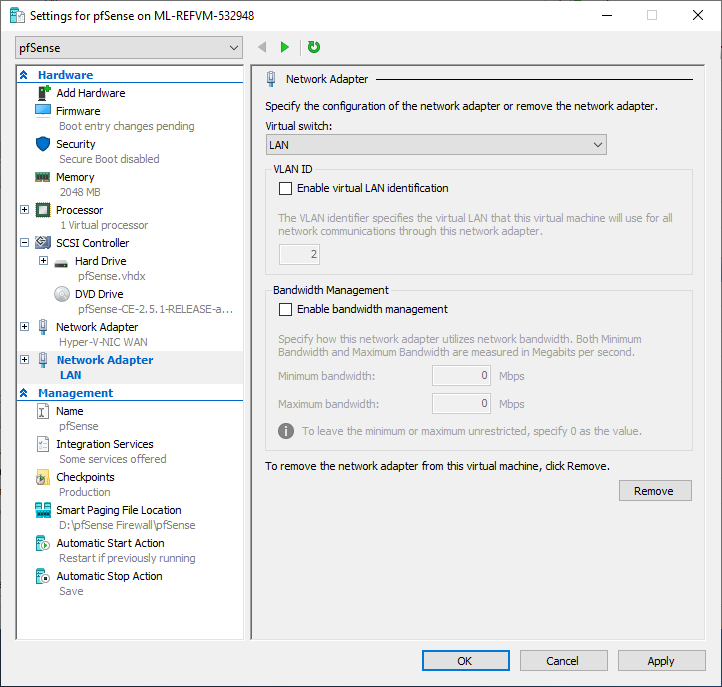 Settings for pfSense on ML-REFVM-532948
pfSense
Hardware
Add Hardware
Firmware
Boot entry changes pending
Security
Secure Boot disabled
Memory
2048 MB
Processor
1 Virtual processor
SCSI Controller
Hard Drive
pfSense.vhdx
DVD Drive
pfSense-CE-2.5.1-RELEASE-a...
Network Adapter
Hyper-V-NIC WAN
Network Adapter
LAN
Management
Name
pfSense
Integration Services
Some services offered
Checkpoints
Production
Smart Paging File Location
D:\pfSense Firewall\pfSense
Automatic Start Action
Restart if previously running
Automatic Stop Action
Save
Network Adapter
Specify the configuration of the network adapter or remove the network adapter.
Virtual switch:
LAN
VLAN ID
Enable virtual LAN identification
The VLAN identifier specifies the virtual LAN that this virtual machine will use for all
network communications through this network adapter.
2
Bandwidth Management
Enable bandwidth management
Specify how this network adapter utilizes network bandwidth. Both Minimum
Bandwidth and Maximum Bandwidth are measured in Megabits per second.
Minimum bandwidth: 0 Mbps
Maximum bandwidth: 0 Mbps
To leave the minimum or maximum unrestricted, specify 0 as the value.
To remove the network adapter from this virtual machine, click Remove.
Remove
OK Cancel Apply